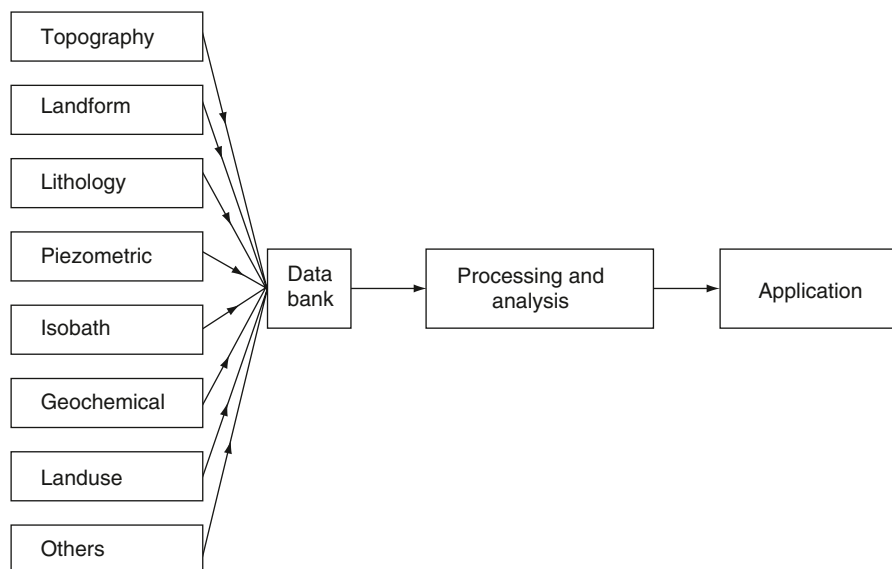 Topography
Landform
Lithology
Piezometric
Isobath
Geochemical
Landuse
Others
Data
bank
Processing and
analysis
Application